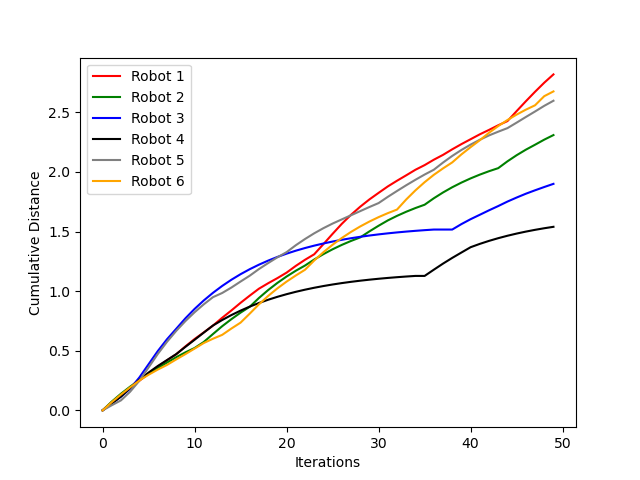 Robot 1
Robot 2
Robot 3
Robot 4
Robot 5
Robot 6
2.5
2.0
1.5
1.0
0.5
0.0
Cumulative Distance
0 10 20 30 40 50
Iterations